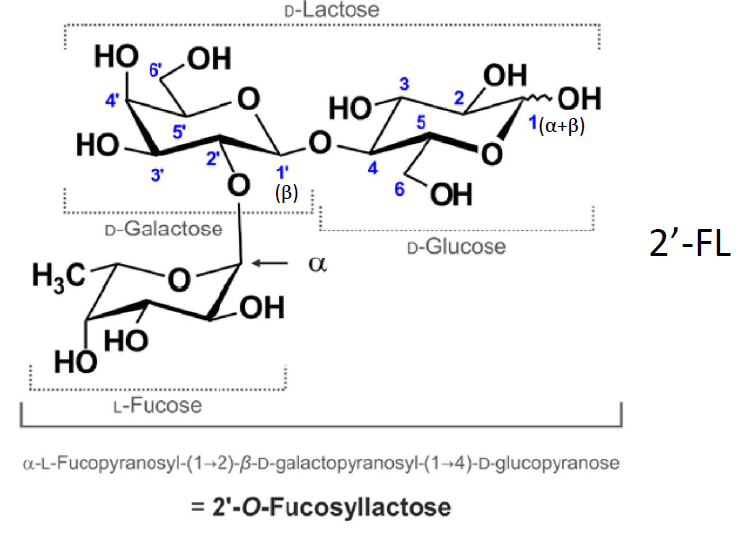 D-Lactose
HO 6' OH
4' O 3 2 OH
HO OH
5' 5 1(α+β)
HO 2' O O
3' 1' 4
O (β) 6 OH
D-Galactose D-Glucose
2'-FL
H₃C O α
OH
HO
HO
L-Fucose
α-L-Fucopyranosyl-(1→2)-β-D-galactopyranosyl-(1→4)-D-glucopyranose
= 2'-O-Fucosyllactose